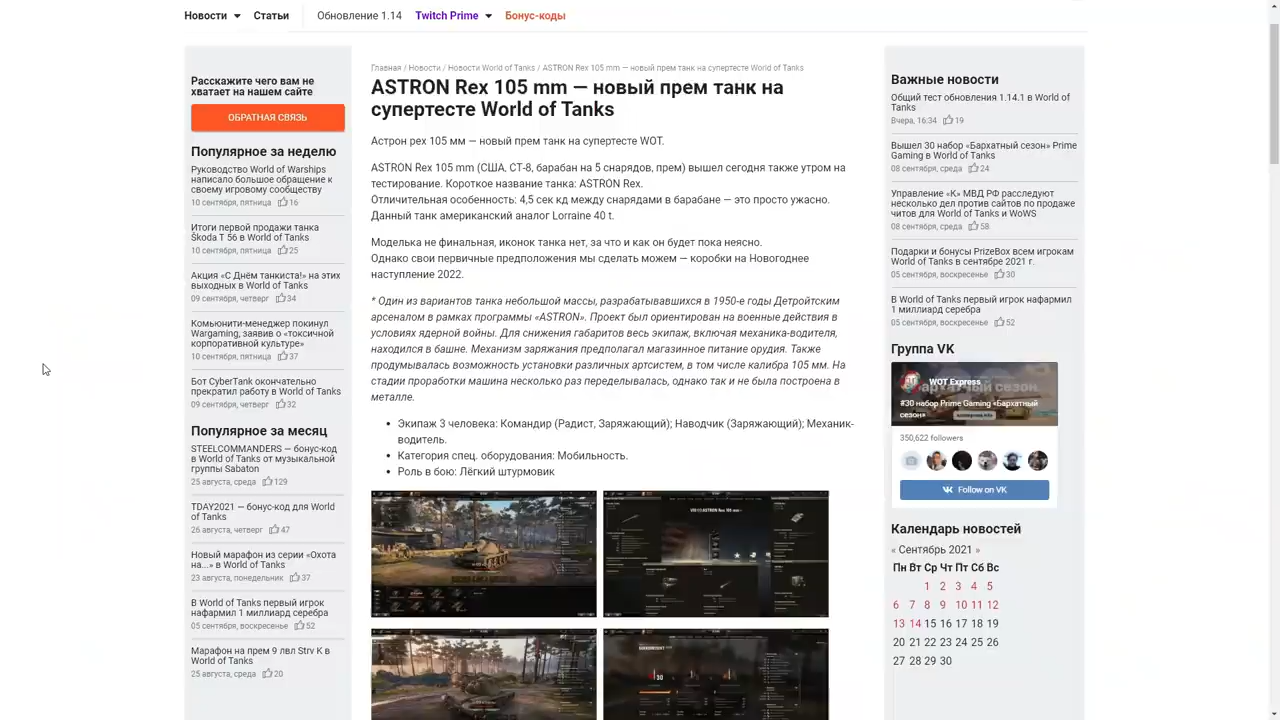 Новости
Статьи
Обновление 1.14
Twitch Prime
Бонус-коды
Расскажите чего вам не
хватает на нашем сайте
ОБРАТНАЯ СВЯЗЬ
Популярное за неделю
Руководство World of Warships
написало большое обращение к
своему игровому сообществу
10 сентября, пятница 16
Итоги первой продажи танка
Škoda T 56 в World of Tanks
10 сентября, пятница 25
Акция «С Днём танкиста!» на этих
выходных в World of Tanks
09 сентября, четверг 34
Комьюнити-менеджер покинул
Wargaming, заявив о «токсичной
корпоративной культуре»
10 сентября, пятница 37
Бот CyberTank окончательно
прекратил работу в World of Tanks
09 сентября, четверг 32
Популярное за месяц
STEELCOMMANDERS — бонус-код
в World of Tanks от музыкальной
группы Sabaton
25 августа, среда 129
TDAY2021 — бонус-код для World
of Tanks
26 августа, четверг 47
Новый марафон из серии «Охота
на...» в World of Tanks
23 августа, понедельник 37
В World of Tanks первый игрок
нафармил 1 миллиард серебра
05 сентября, воскресенье 52
Марафон на прем 9 лвл Strv K в
World of Tanks
25 августа, среда 20
Главная / Новости / Новости World of Tanks / ASTRON Rex 105 mm — новый прем танк на супертесте World of Tanks
ASTRON Rex 105 mm — новый прем танк на
супертесте World of Tanks
Астрон рех 105 мм — новый прем танк на супертесте WOT.
ASTRON Rex 105 mm (США, СТ-8, барабан на 5 снарядов, прем) вышел сегодня также утром на
тестирование. Короткое название танка: ASTRON Rex.
Отличительная особенность: 4,5 сек кд между снарядами в барабане — это просто ужасно.
Данный танк американский аналог Lorraine 40 t.
Моделька не финальная, иконок танка нет, за что и как он будет пока неясно.
Однако свои первичные предположения мы сделать можем — коробки на Новогоднее
наступление 2022.
* Один из вариантов танка небольшой массы, разрабатывавшихся в 1950-е годы Детройтским
арсеналом в рамках программы «ASTRON». Проект был ориентирован на военные действия в
условиях ядерной войны. Для снижения габаритов весь экипаж, включая механика-водителя,
находился в башне. Механизм заряжания предполагал магазинное питание орудия. Также
продумывалась возможность установки различных артсистем, в том числе калибра 105 мм. На
стадии проработки машина несколько раз переделывалась, однако так и не была построена в
металле.
• Экипаж 3 человека: Командир (Радист, Заряжающий); Наводчик (Заряжающий); Механик-
водитель.
• Категория спец. оборудования: Мобильность.
• Роль в бою: Лёгкий штурмовик
Важные новости
Общий тест обновления 1.14.1 в World of
Tanks
Вчера, 16:34 19
Вышел 30 набор «Бархатный сезон» Prime
Gaming в World of Tanks
08 сентября, среда 24
Управление «К» МВД РФ расследуют
несколько дел против сайтов по продаже
читов для World of Tanks и WoWS
08 сентября, среда 58
Подарки и бонусы PrizeBox всем игрокам
World of Tanks в сентябре 2021 г.
05 сентября, воскресенье 30
В World of Tanks первый игрок нафармил
1 миллиард серебра
05 сентября, воскресенье 52
Группа VK
WOT Express
#30 набор Prime Gaming «Бархатный
сезон»
350,622 followers
Follow on VK
Календарь новостей
« Сентябрь 2021 »
Пн Вт Ср Чт Пт Сб Вс
1 2 3 4 5
6 7 8 9 10 11 12
13 14 15 16 17 18 19
20 21 22 23 24 25 26
27 28 29 30